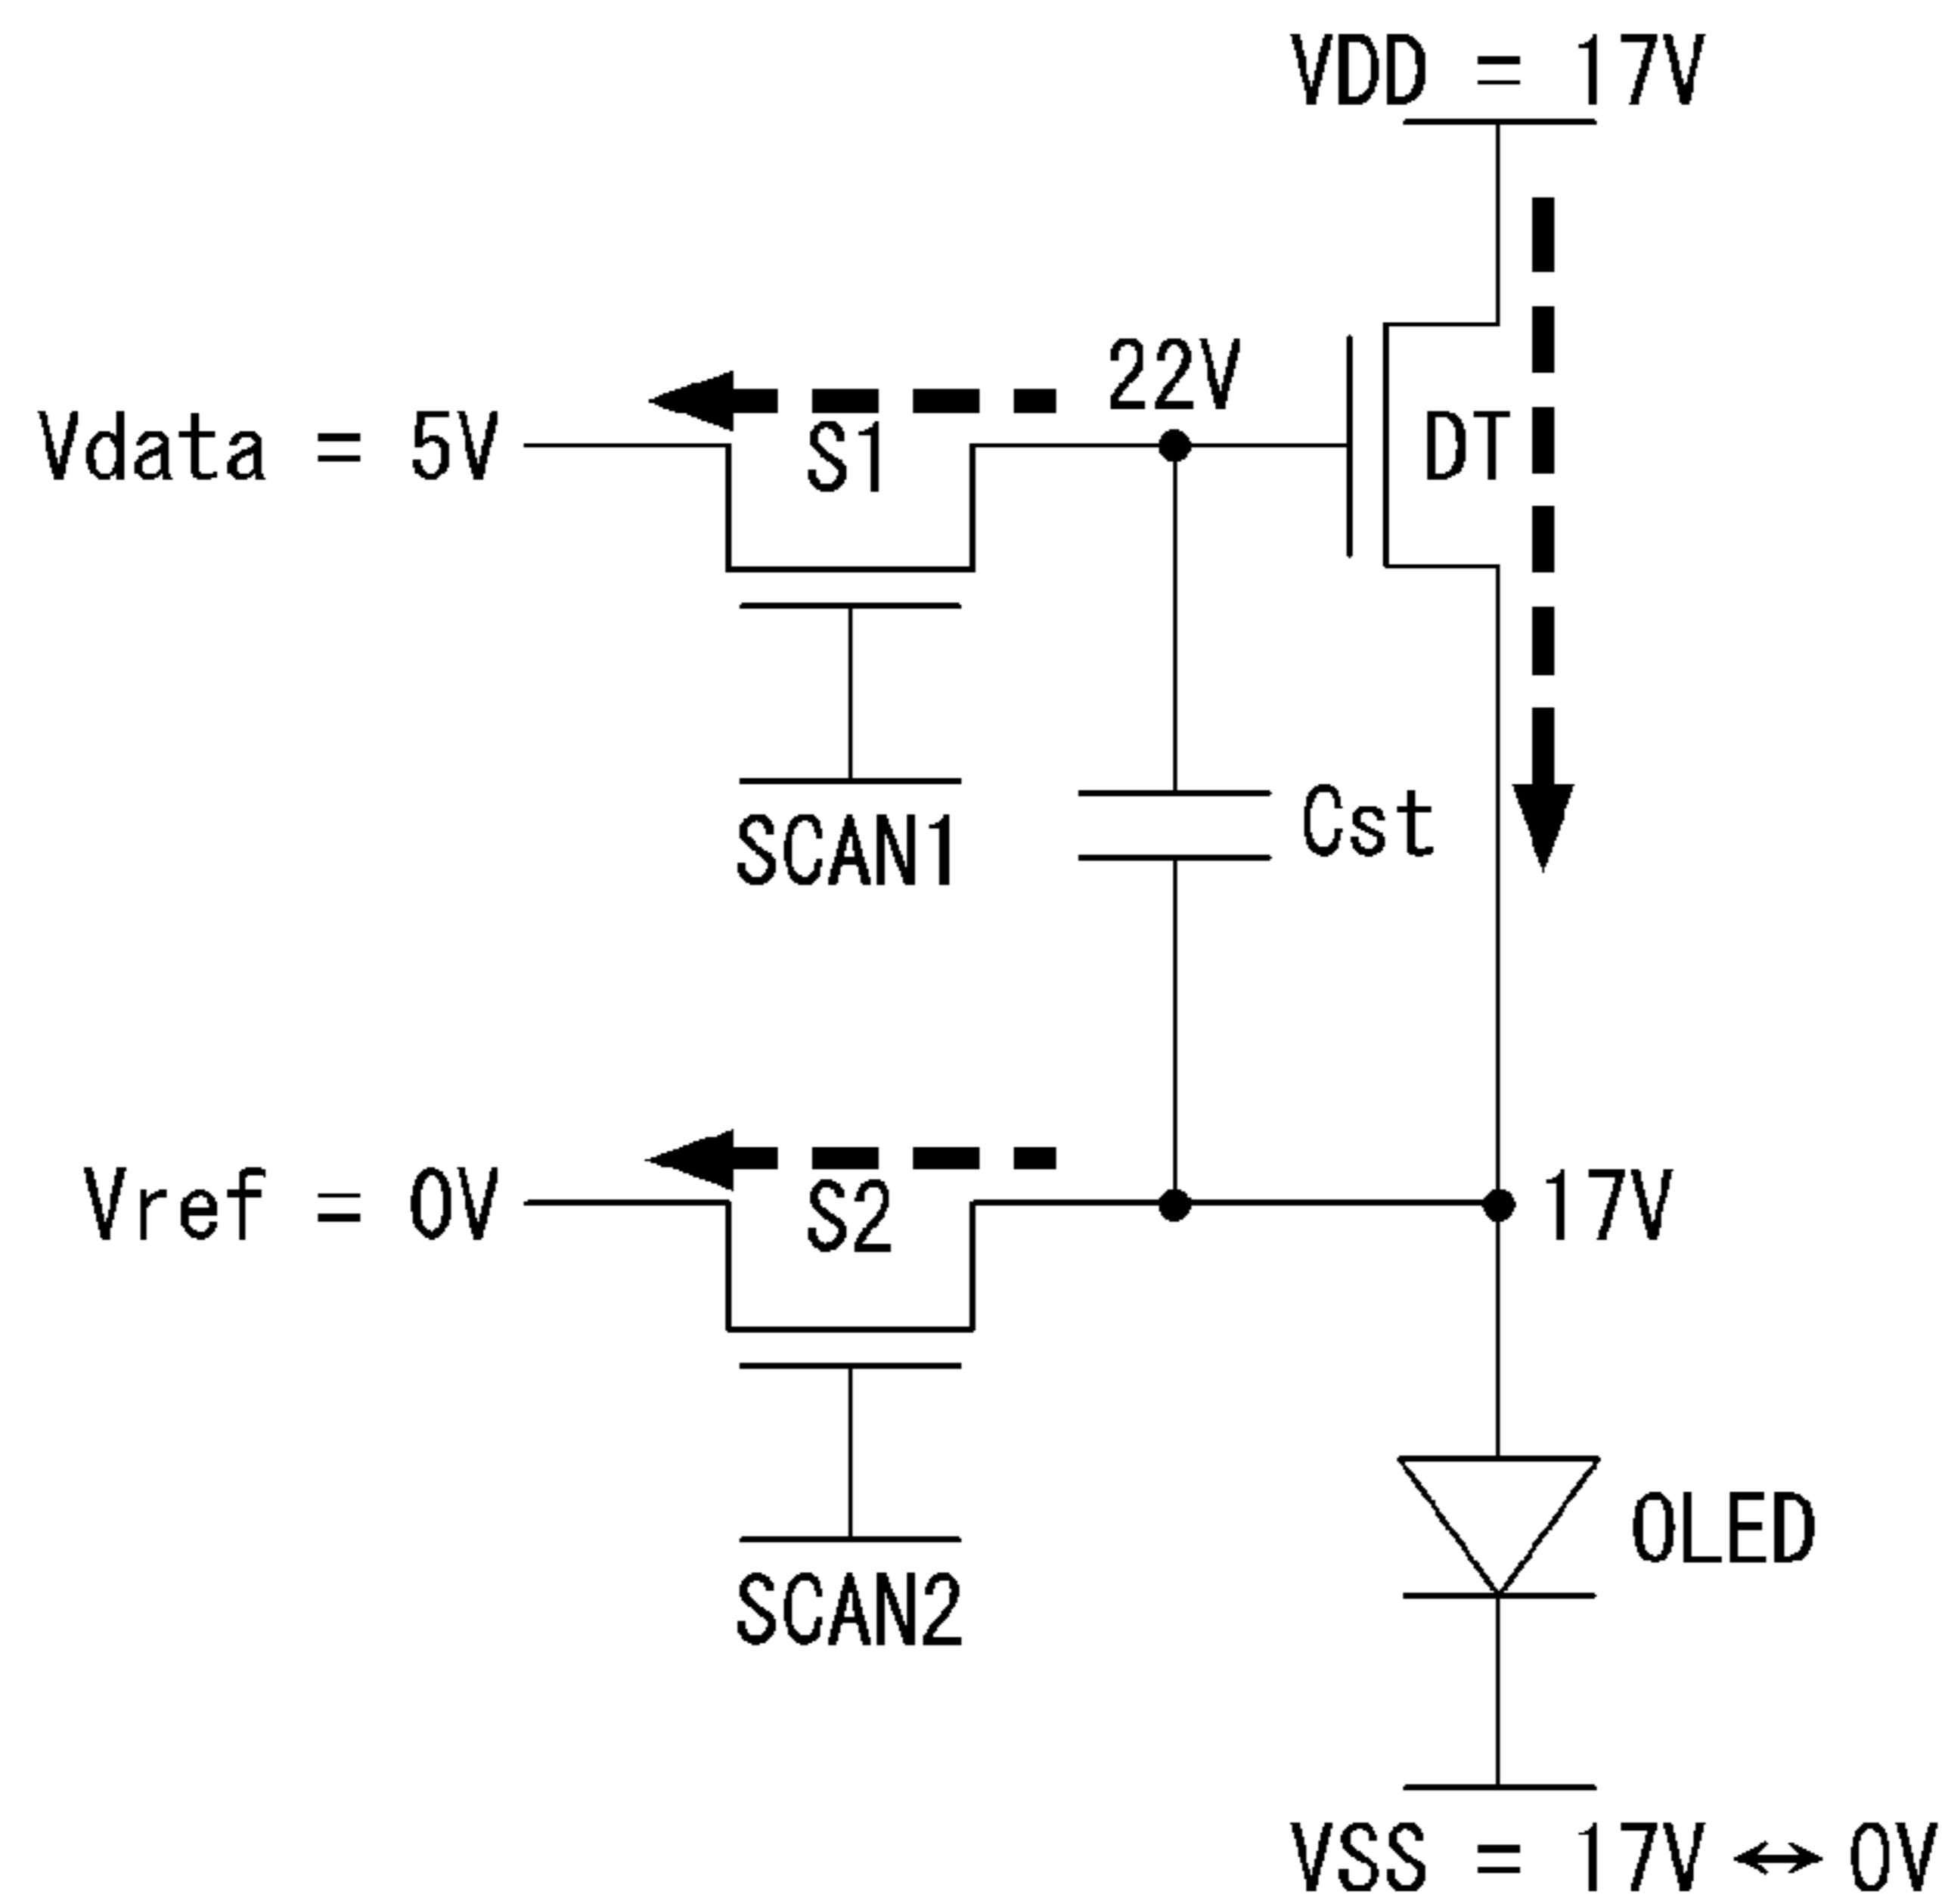 VDD = 17V
22V
Vdata = 5V
S1
DT
SCAN1
Cst
Vref = 0V
S2
17V
OLED
SCAN2
VSS = 17V ↔ 0V